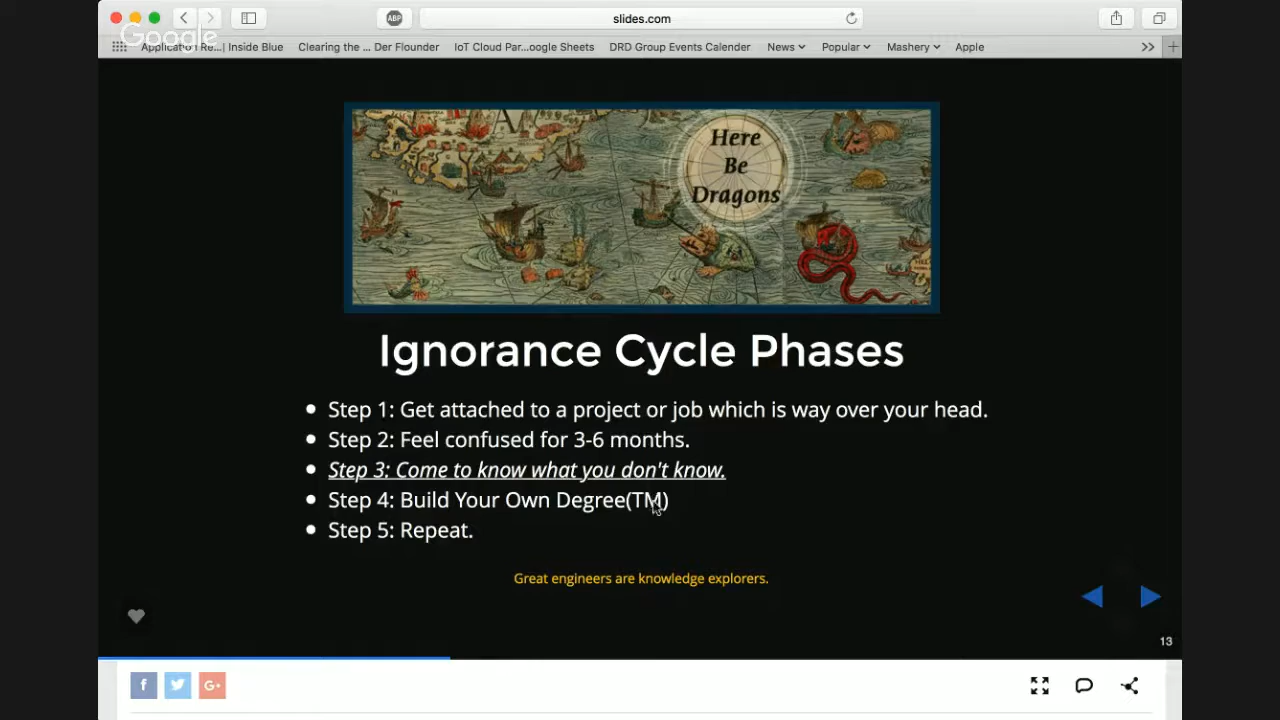 slides.com
ABP
Google
Inside Blue
Clearing the ... Der Flounder
IoT Cloud Par...oogle Sheets
DRD Group Events Calendar
News
Popular
Mashery
Apple
Here
Be
Dragons
Ignorance Cycle Phases
Step 1: Get attached to a project or job which is way over your head.
Step 2: Feel confused for 3-6 months.
Step 3: Come to know what you don't know.
Step 4: Build Your Own Degree(TM)
Step 5: Repeat.
Great engineers are knowledge explorers.
13
f
G+